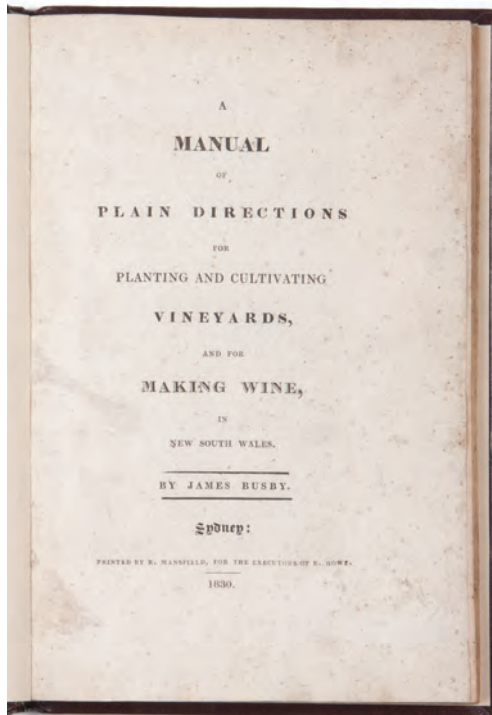 A
MANUAL
OF
PLAIN DIRECTIONS
FOR
PLANTING AND CULTIVATING
VINEYARDS,
AND FOR
MAKING WINE,
IN
NEW SOUTH WALES.
BY JAMES BUSBY.
Sydney:
PRINTED BY R. MANSFIELD, FOR THE EXECUTORS OF R. HOWE.
1830.